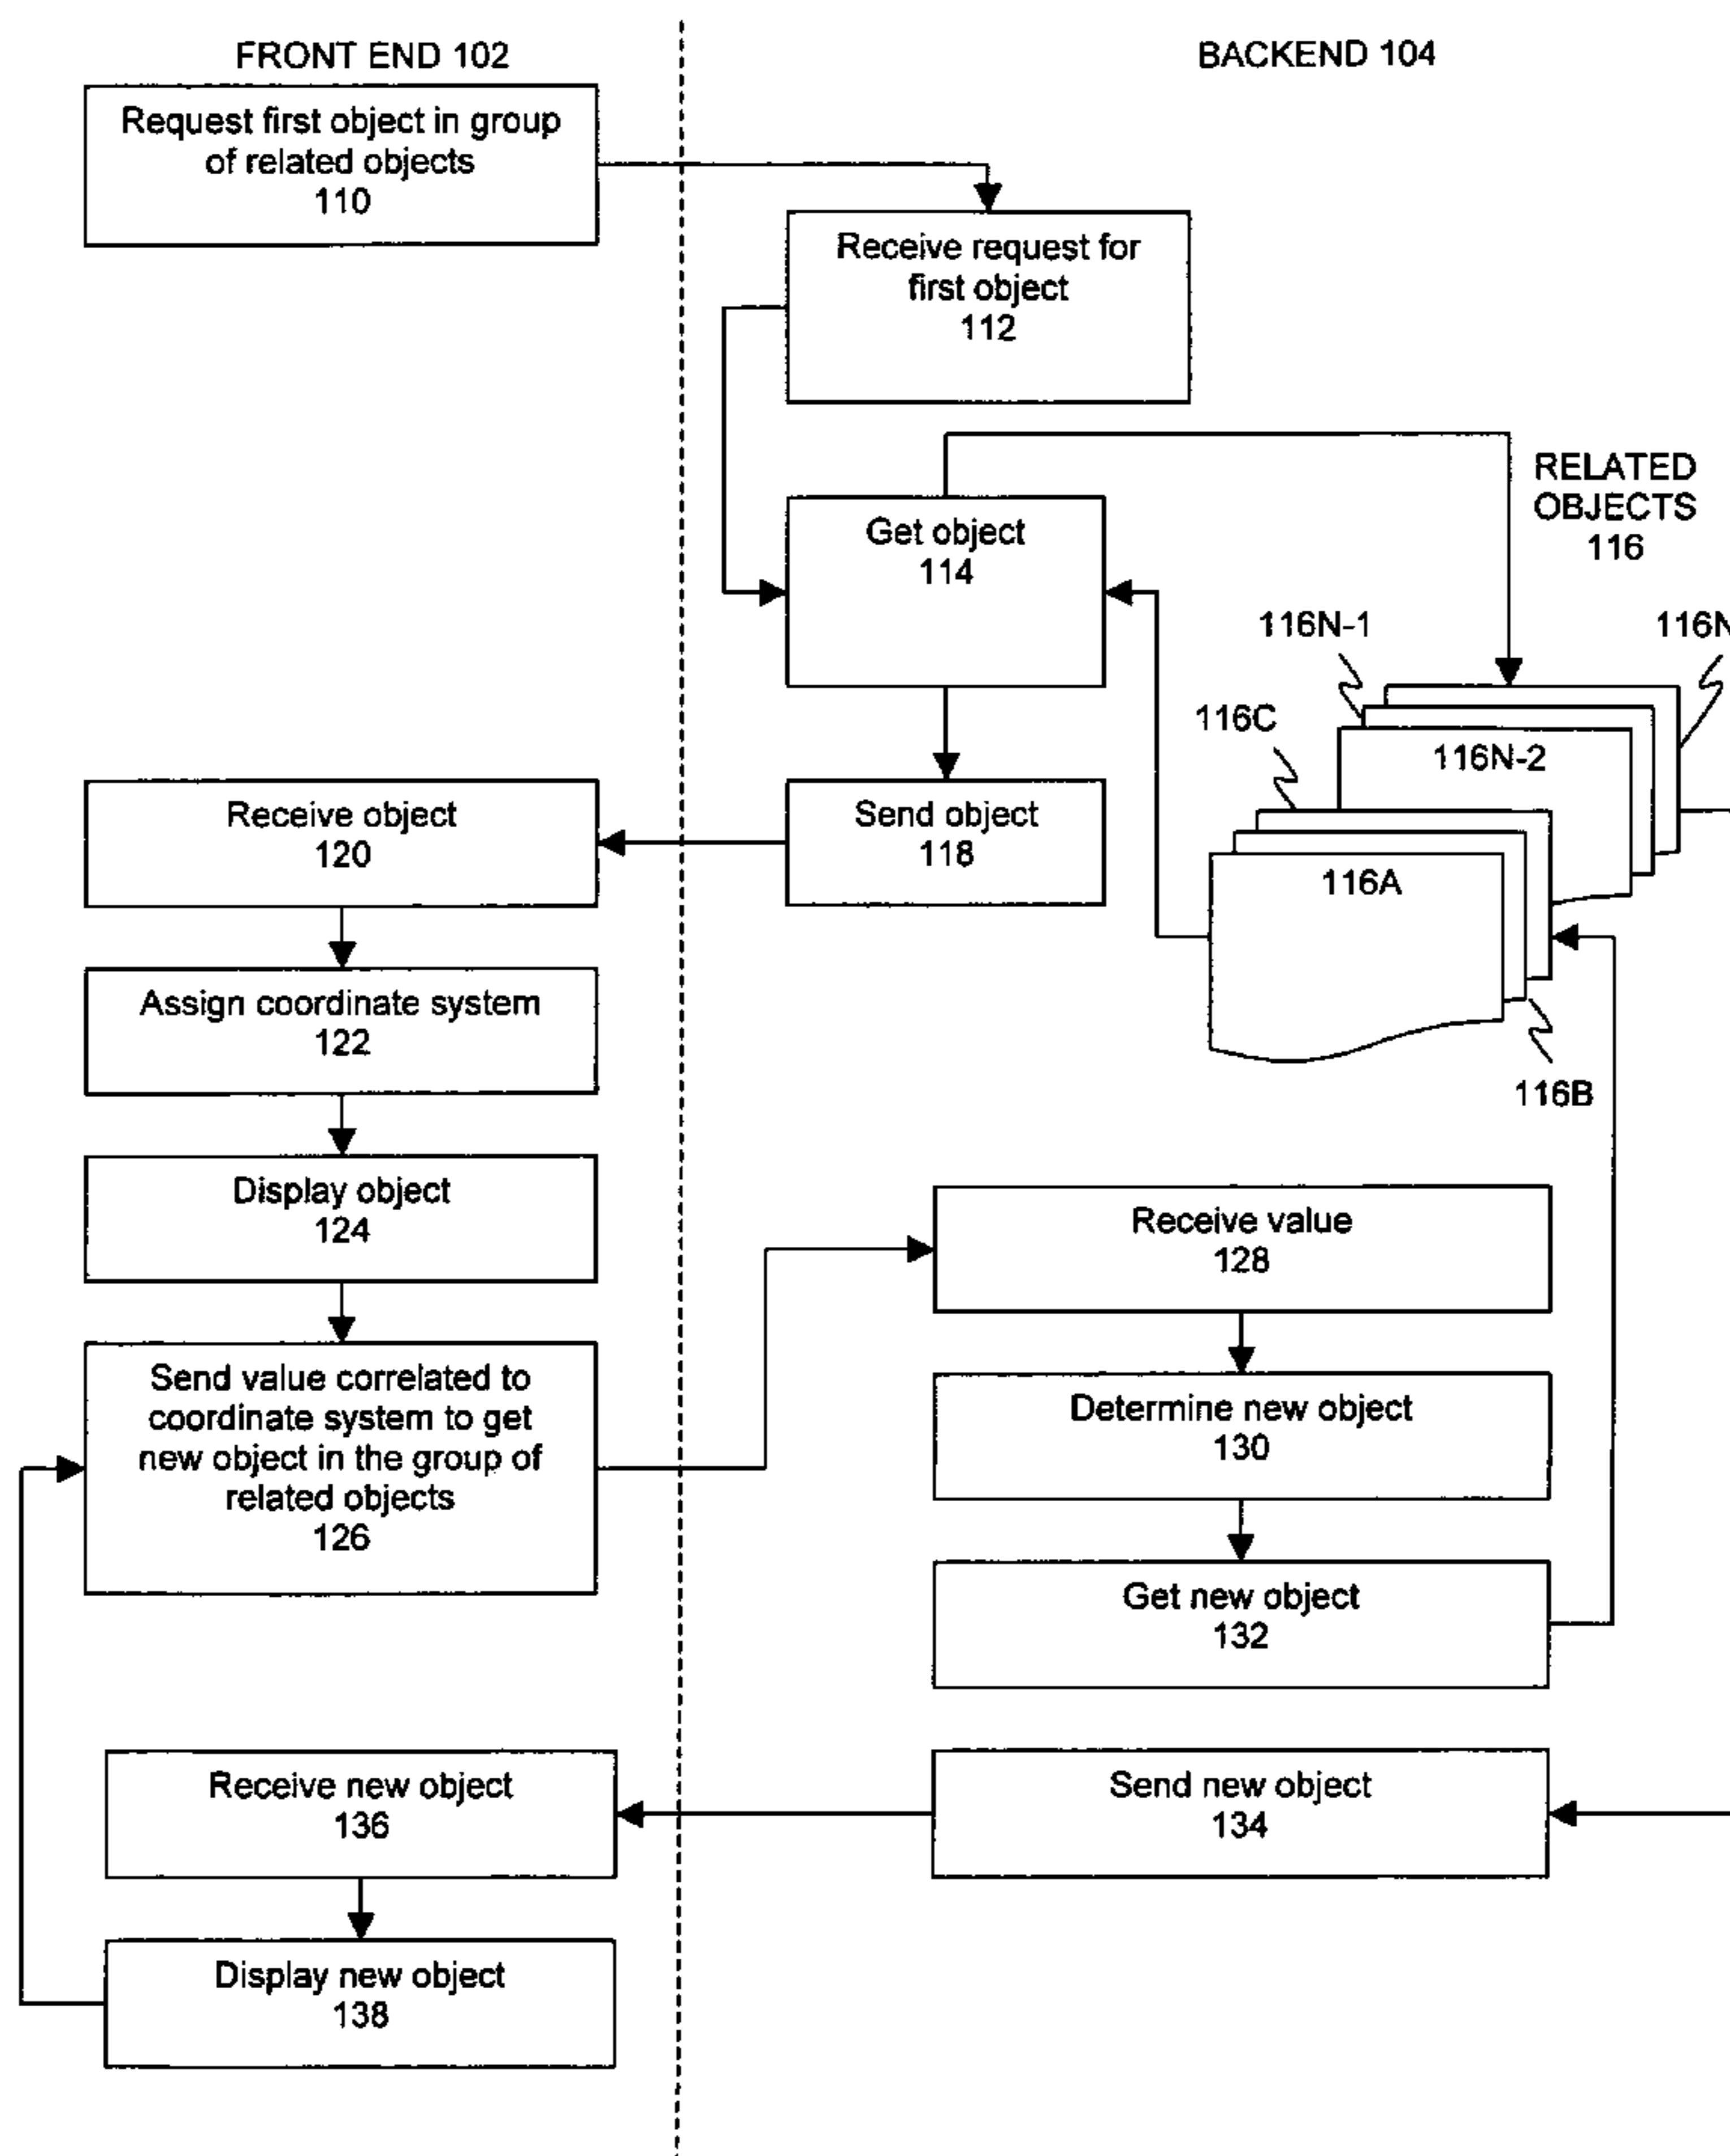 FRONT END 102
BACKEND 104
Request first object in group
of related objects
110
Receive request for
first object
112
Get object
114
RELATED
OBJECTS
116
116N-1
116N
116C
116N-2
116A
116B
Send object
118
Receive object
120
Assign coordinate system
122
Display object
124
Send value correlated to
coordinate system to get
new object in the group of
related objects
126
Receive value
128
Determine new object
130
Get new object
132
Send new object
134
Receive new object
136
Display new object
138